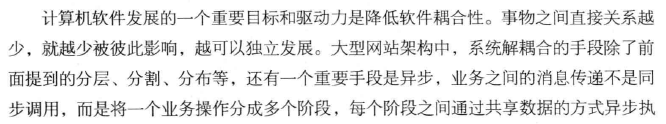 计算机软件发展的一个重要目标和驱动力是降低软件耦合性。事物之间直接关系越
少，就越少被彼此影响，越可以独立发展。大型网站架构中，系统解耦合的手段除了前
面提到的分层、分割、分布等，还有一个重要手段是异步，业务之间的消息传递不是同
步调用，而是将一个业务操作分成多个阶段，每个阶段之间通过共享数据的方式异步执